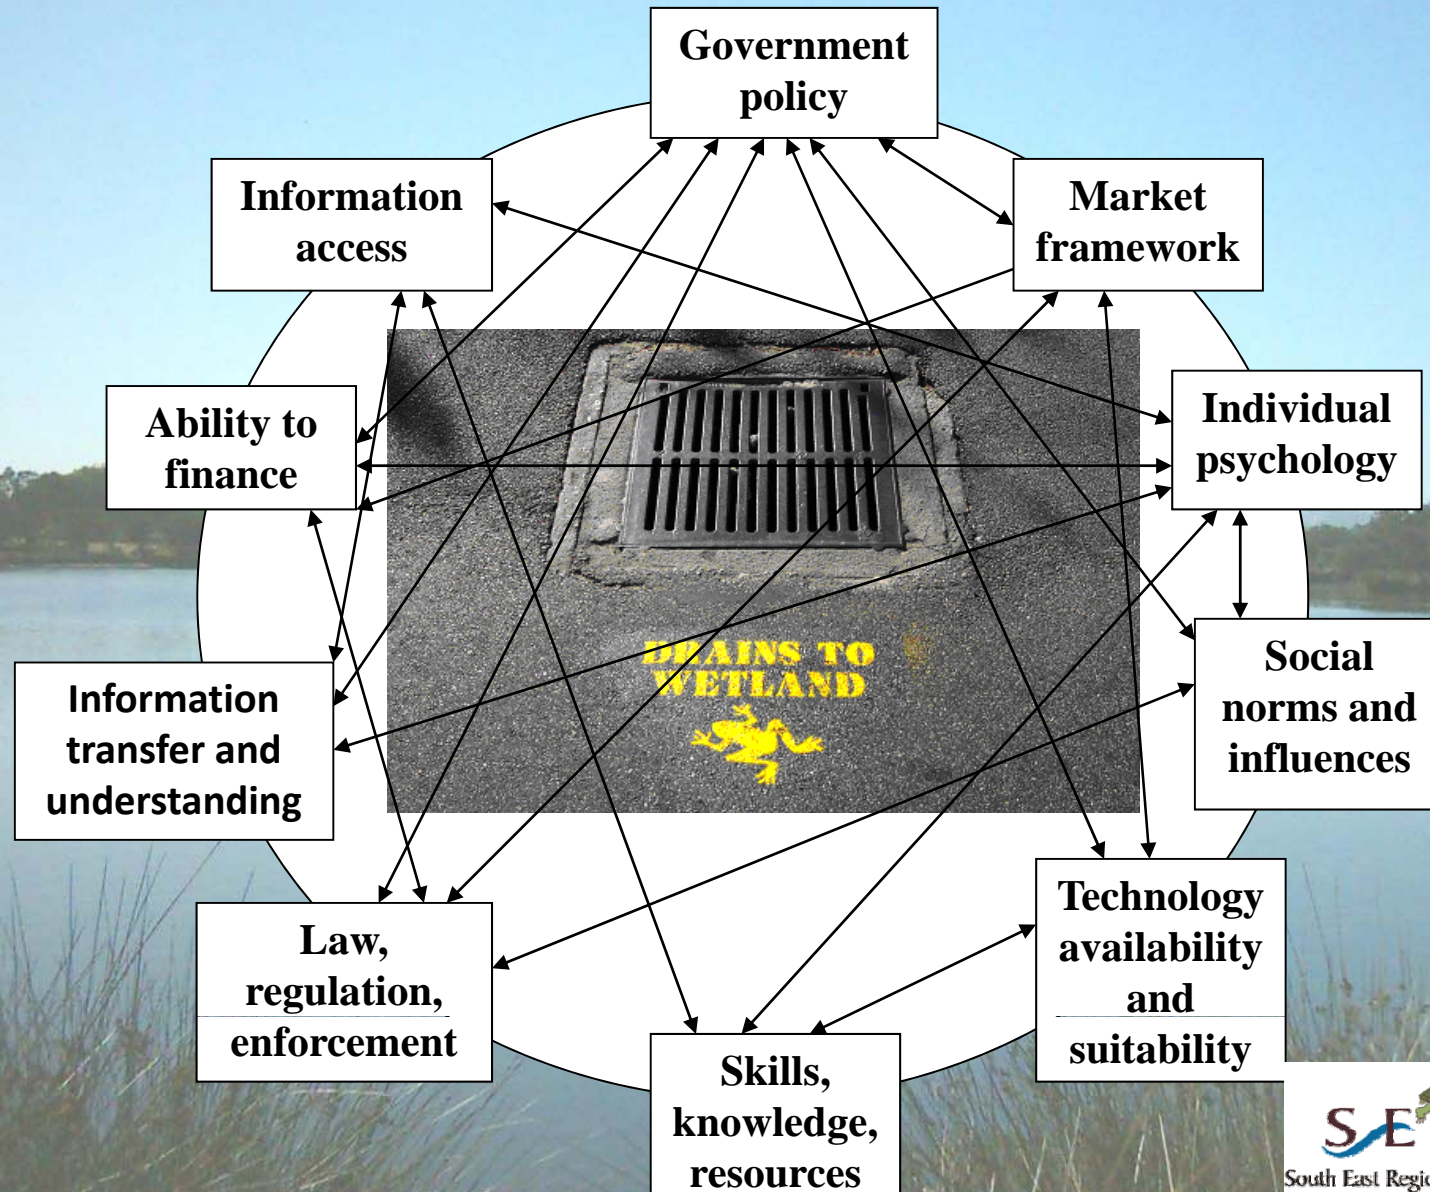 Government
policy
Information
access
Market
framework
Ability to
finance
Individual
psychology
DRAINS TO
WETLAND
Information
transfer and
understanding
Social
norms and
influences
Law,
regulation,
enforcement
Technology
availability
and
suitability
Skills,
knowledge,
resources
SE
South East